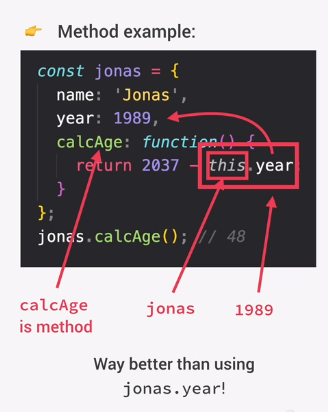 👉 Method example:
const jonas = {
name: 'Jonas',
year: 1989,
calcAge: function() {
return 2037 - this.year;
}
};
jonas.calcAge(); // 48
calcAge
is method
jonas
1989
Way better than using
jonas.year!